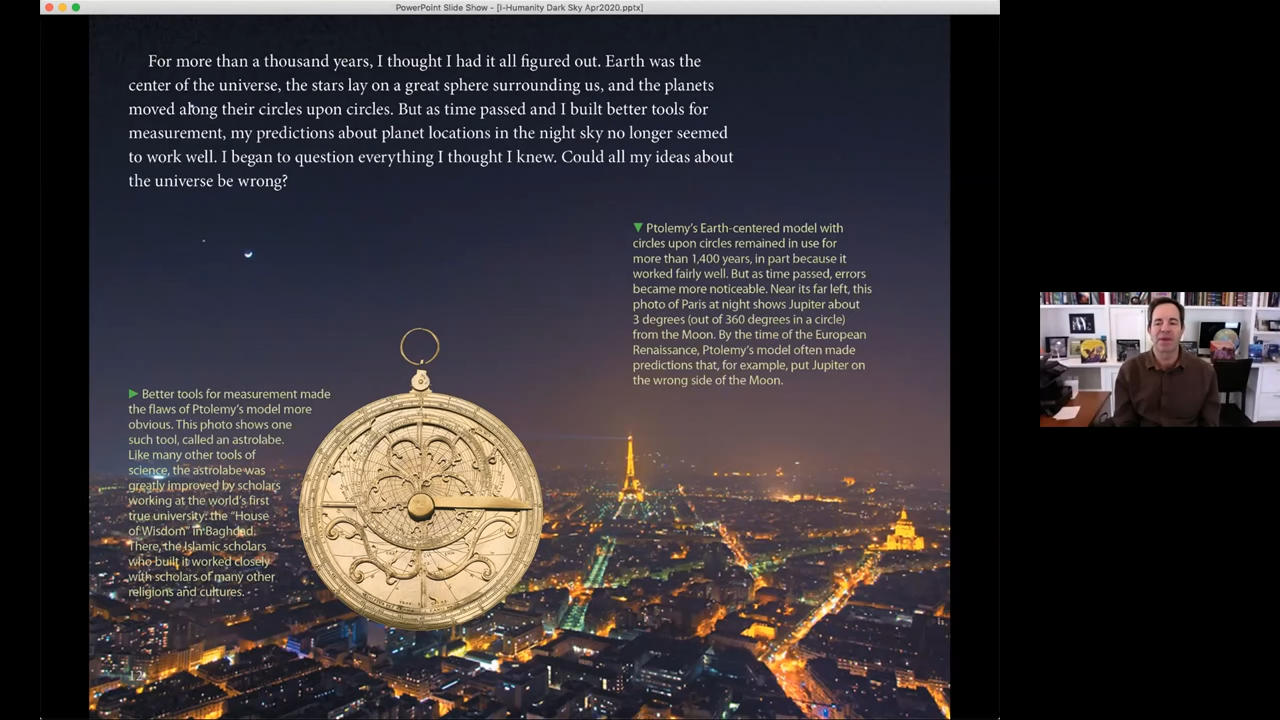 PowerPoint Slide Show - [I-Humanity Dark Sky Apr2020.pptx]
For more than a thousand years, I thought I had it all figured out. Earth was the
center of the universe, the stars lay on a great sphere surrounding us, and the planets
moved along their circles upon circles. But as time passed and I built better tools for
measurement, my predictions about planet locations in the night sky no longer seemed
to work well. I began to question everything I thought I knew. Could all my ideas about
the universe be wrong?
▼ Ptolemy's Earth-centered model with
circles upon circles remained in use for
more than 1,400 years, in part because it
worked fairly well. But as time passed, errors
became more noticeable. Near its far left, this
photo of Paris at night shows Jupiter about
3 degrees (out of 360 degrees in a circle)
from the Moon. By the time of the European
Renaissance, Ptolemy's model often made
predictions that, for example, put Jupiter on
the wrong side of the Moon.
▶ Better tools for measurement made
the flaws of Ptolemy's model more
obvious. This photo shows one
such tool, called an astrolabe.
Like many other tools of
science, the astrolabe was
greatly improved by scholars
working at the world's first
true university: the "House
of Wisdom" in Baghdad.
There, the Islamic scholars
who built it worked closely
with scholars of many other
religions and cultures.
12